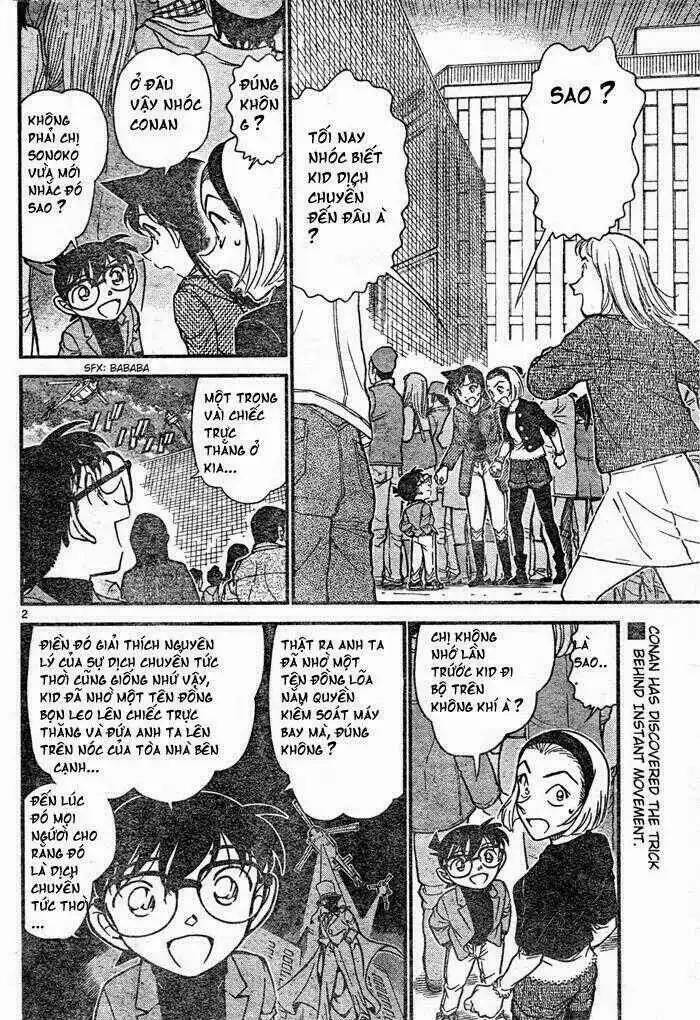 SAO ?
TỐI NAY
NHÓC BIẾT
KID DỊCH
CHUYỂN
ĐẾN ĐÂU À
?
ĐÚNG
KHÔN
G ?
Ở ĐÂU
VẬY NHÓC
CONAN
KHÔNG
PHẢI CHỊ
SONOKO
VỪA MỚI
NHẮC ĐÓ
SAO ?
SFX: BABABA
MỘT TRONG
VÀI CHIẾC
TRỰC
THĂNG Ở
KIA...
2
CONAN HAS DISCOVERED THE TRICK
BEHIND INSTANT MOVEMENT.
LÀ
SAO..
CHỊ KHÔNG
NHỚ LẦN
TRƯỚC KID ĐI
BỘ TRÊN
KHÔNG KHÍ À ?
THẬT RA ANH TA
ĐÃ NHỜ MỘT
TÊN ĐỒNG LÕA
NẮM QUYỀN
KIỂM SOÁT MÁY
BAY MÀ, ĐÚNG
KHÔNG ?
ĐIỀN ĐÓ GIẢI THÍCH NGUYÊN
LÝ CỦA SỰ DỊCH CHUYỂN TỨC
THỜI CŨNG GIỐNG NHƯ VẬY,
KID ĐÃ NHỜ MỘT TÊN ĐỒNG
BỌN LEO LÊN CHIẾC TRỰC
THĂNG VÀ ĐƯA ANH TA LÊN
TRÊN NÓC CỦA TÒA NHÀ BÊN
CẠNH...
ĐẾN LÚC
ĐÓ MỌI
NGƯỜI CHO
RẰNG ĐÓ
LÀ DỊCH
CHUYỂN
TỨC THƠ
...